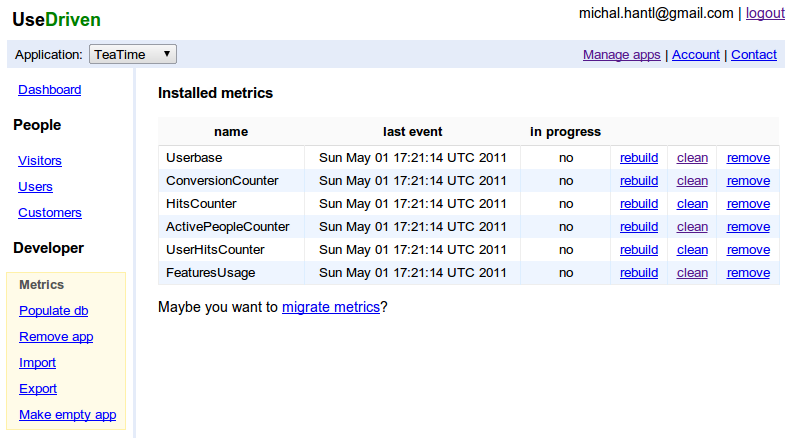 UseDriven
michal.hantl@gmail.com | logout
Application: TeaTime
Manage apps | Account | Contact
Dashboard
People
Visitors
Users
Customers
Developer
Metrics
Populate db
Remove app
Import
Export
Make empty app
Installed metrics
name last event in progress
Userbase Sun May 01 17:21:14 UTC 2011 no rebuild clean remove
ConversionCounter Sun May 01 17:21:14 UTC 2011 no rebuild clean remove
HitsCounter Sun May 01 17:21:14 UTC 2011 no rebuild clean remove
ActivePeopleCounter Sun May 01 17:21:14 UTC 2011 no rebuild clean remove
UserHitsCounter Sun May 01 17:21:14 UTC 2011 no rebuild clean remove
FeaturesUsage Sun May 01 17:21:14 UTC 2011 no rebuild clean remove
Maybe you want to migrate metrics?